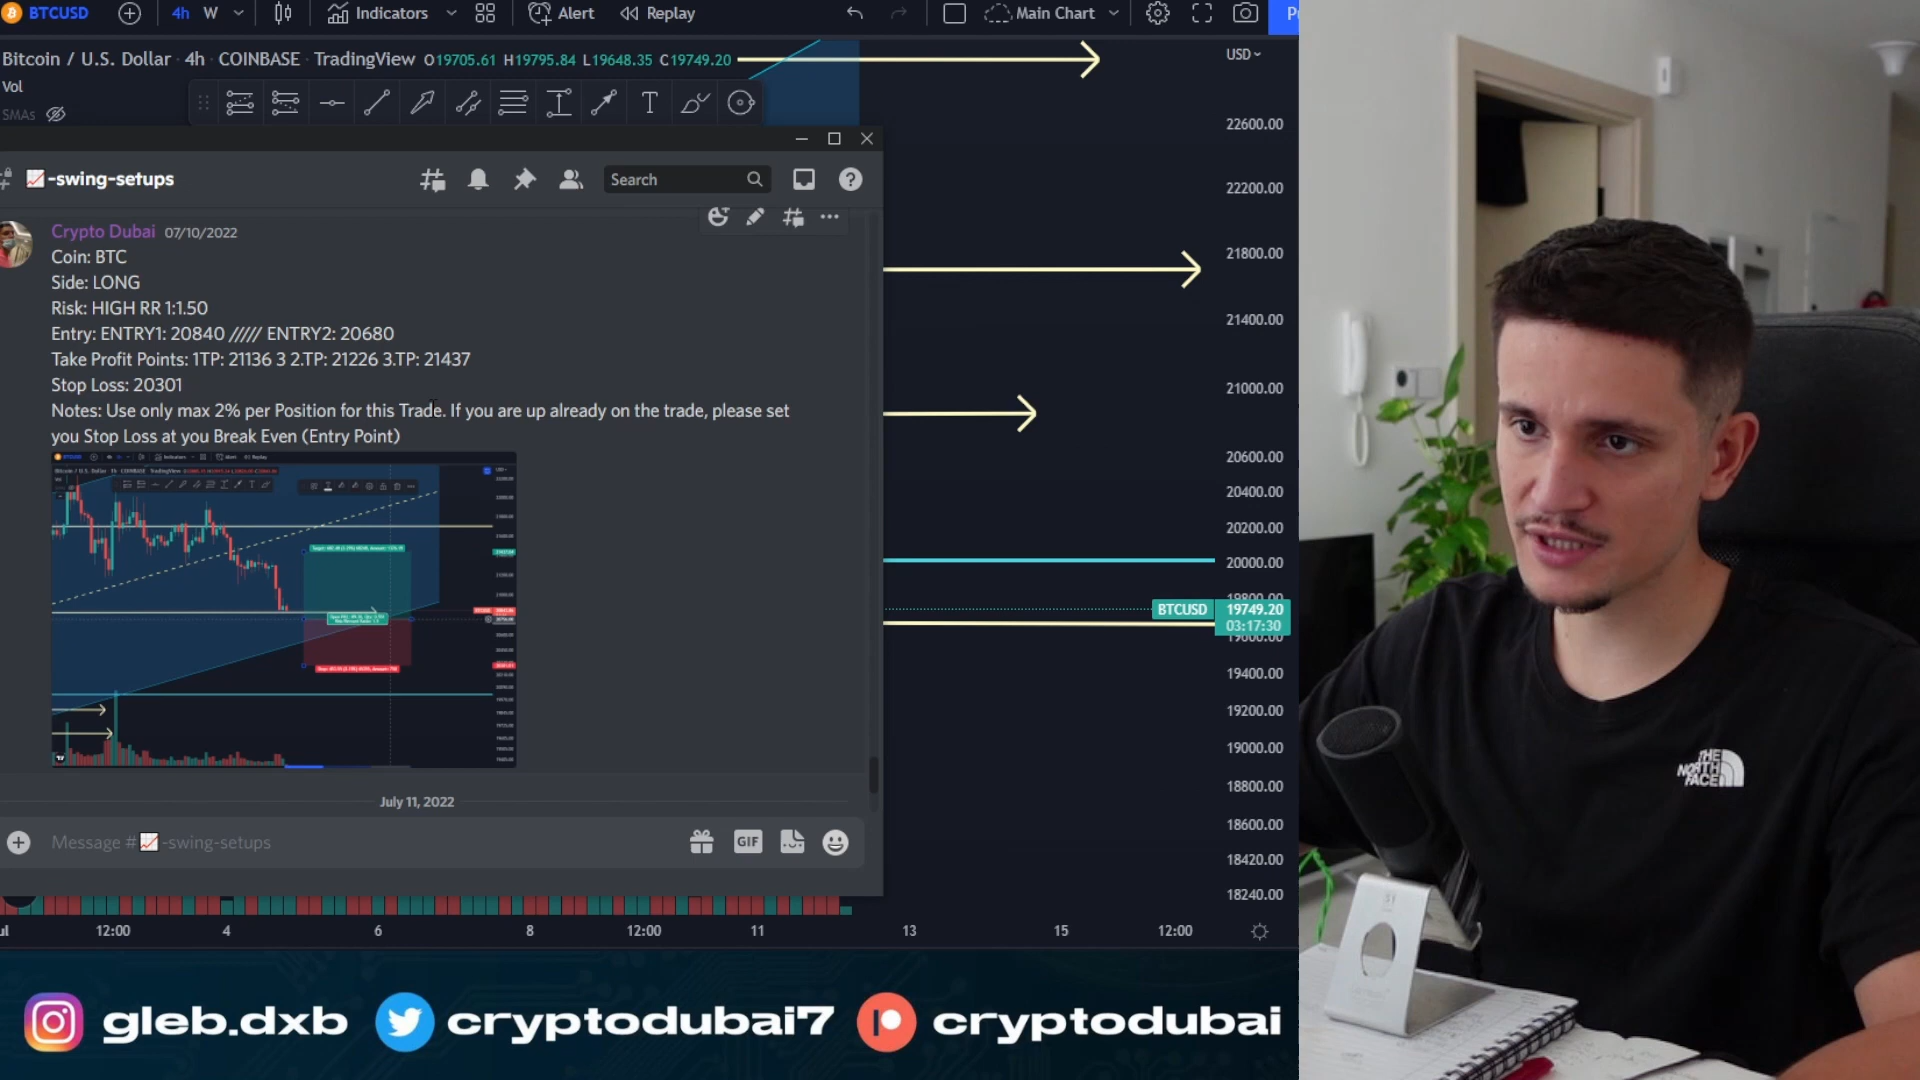 BTCUSD 4h W Indicators Alert Replay Main Chart
Bitcoin / U.S. Dollar · 4h · COINBASE · TradingView O19705.61 H19795.84 L19648.35 C19749.20
USD
Vol
SMAs
22600.00
22200.00
21800.00
21400.00
21000.00
20600.00
20400.00
20200.00
20000.00
19800.00
BTCUSD 19749.20
03:17:30
19600.00
19400.00
19200.00
19000.00
18800.00
18600.00
18420.00
18240.00
-swing-setups
Search
Crypto Dubai 07/10/2022
Coin: BTC
Side: LONG
Risk: HIGH RR 1:1.50
Entry: ENTRY1: 20840 ///// ENTRY2: 20680
Take Profit Points: 1TP: 21136 3 2.TP: 21226 3.TP: 21437
Stop Loss: 20301
Notes: Use only max 2% per Position for this Trade. If you are up already on the trade, please set
you Stop Loss at you Break Even (Entry Point)
July 11, 2022
Message # -swing-setups
GIF
12:00 4 6 8 12:00 11 13 15 12:00
THE
NORTH
FACE
gleb.dxb cryptodubai7 cryptodubai